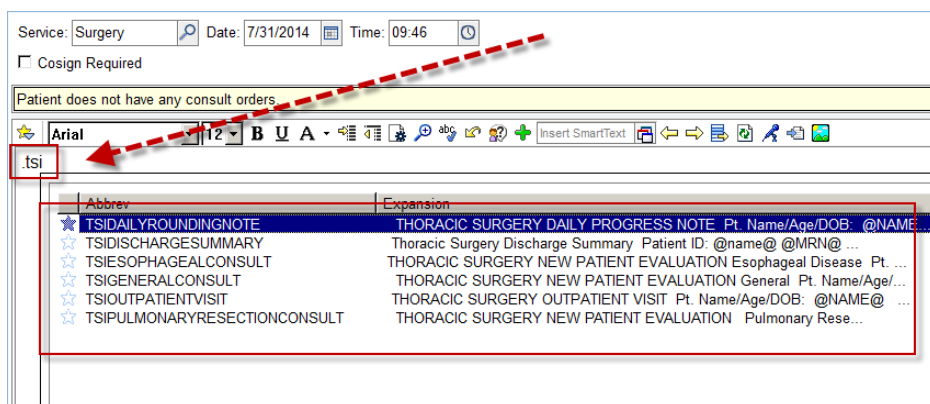 Service: Surgery Date: 7/31/2014 Time: 09:46
Cosign Required
Patient does not have any consult orders.
Arial 12 B U A abc Insert SmartText
.tsi
Abbrev Expansion
TSIDAILYROUNDINGNOTE THORACIC SURGERY DAILY PROGRESS NOTE Pt. Name/Age/DOB: @NAME...
TSIDISCHARGESUMMARY Thoracic Surgery Discharge Summary Patient ID: @name@ @MRN@ ...
TSIESOPHAGEALCONSULT THORACIC SURGERY NEW PATIENT EVALUATION Esophageal Disease Pt. ...
TSIGENERALCONSULT THORACIC SURGERY NEW PATIENT EVALUATION General Pt. Name/Age/...
TSIOUTPATIENTVISIT THORACIC SURGERY OUTPATIENT VISIT Pt. Name/Age/DOB: @NAME@ ...
TSIPULMONARYRESECTIONCONSULT THORACIC SURGERY NEW PATIENT EVALUATION Pulmonary Rese...